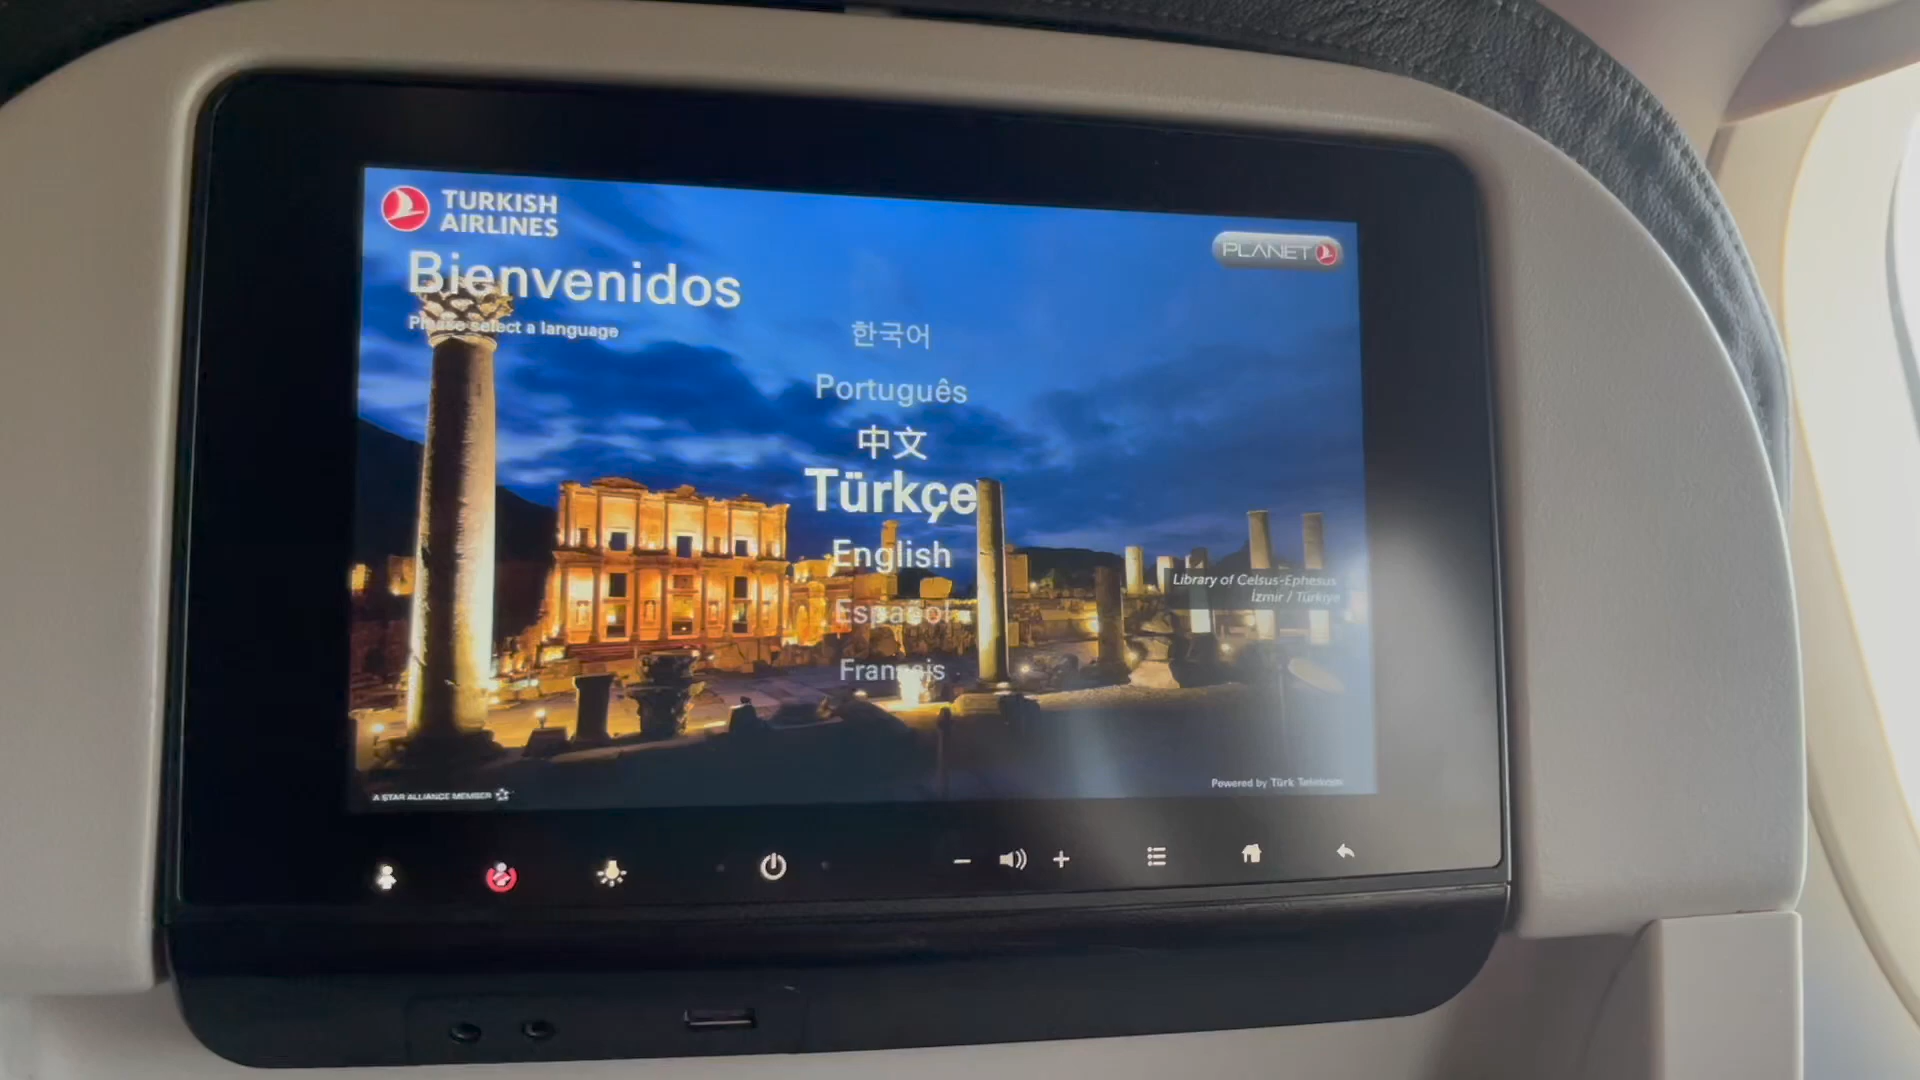 TURKISH
AIRLINES
PLANET
Bienvenidos
Please select a language
한국어
Português
中文
Türkçe
English
Español
Français
Library of Celsus-Ephesus
İzmir / Türkiye
A STAR ALLIANCE MEMBER
Powered by Türk Telekom